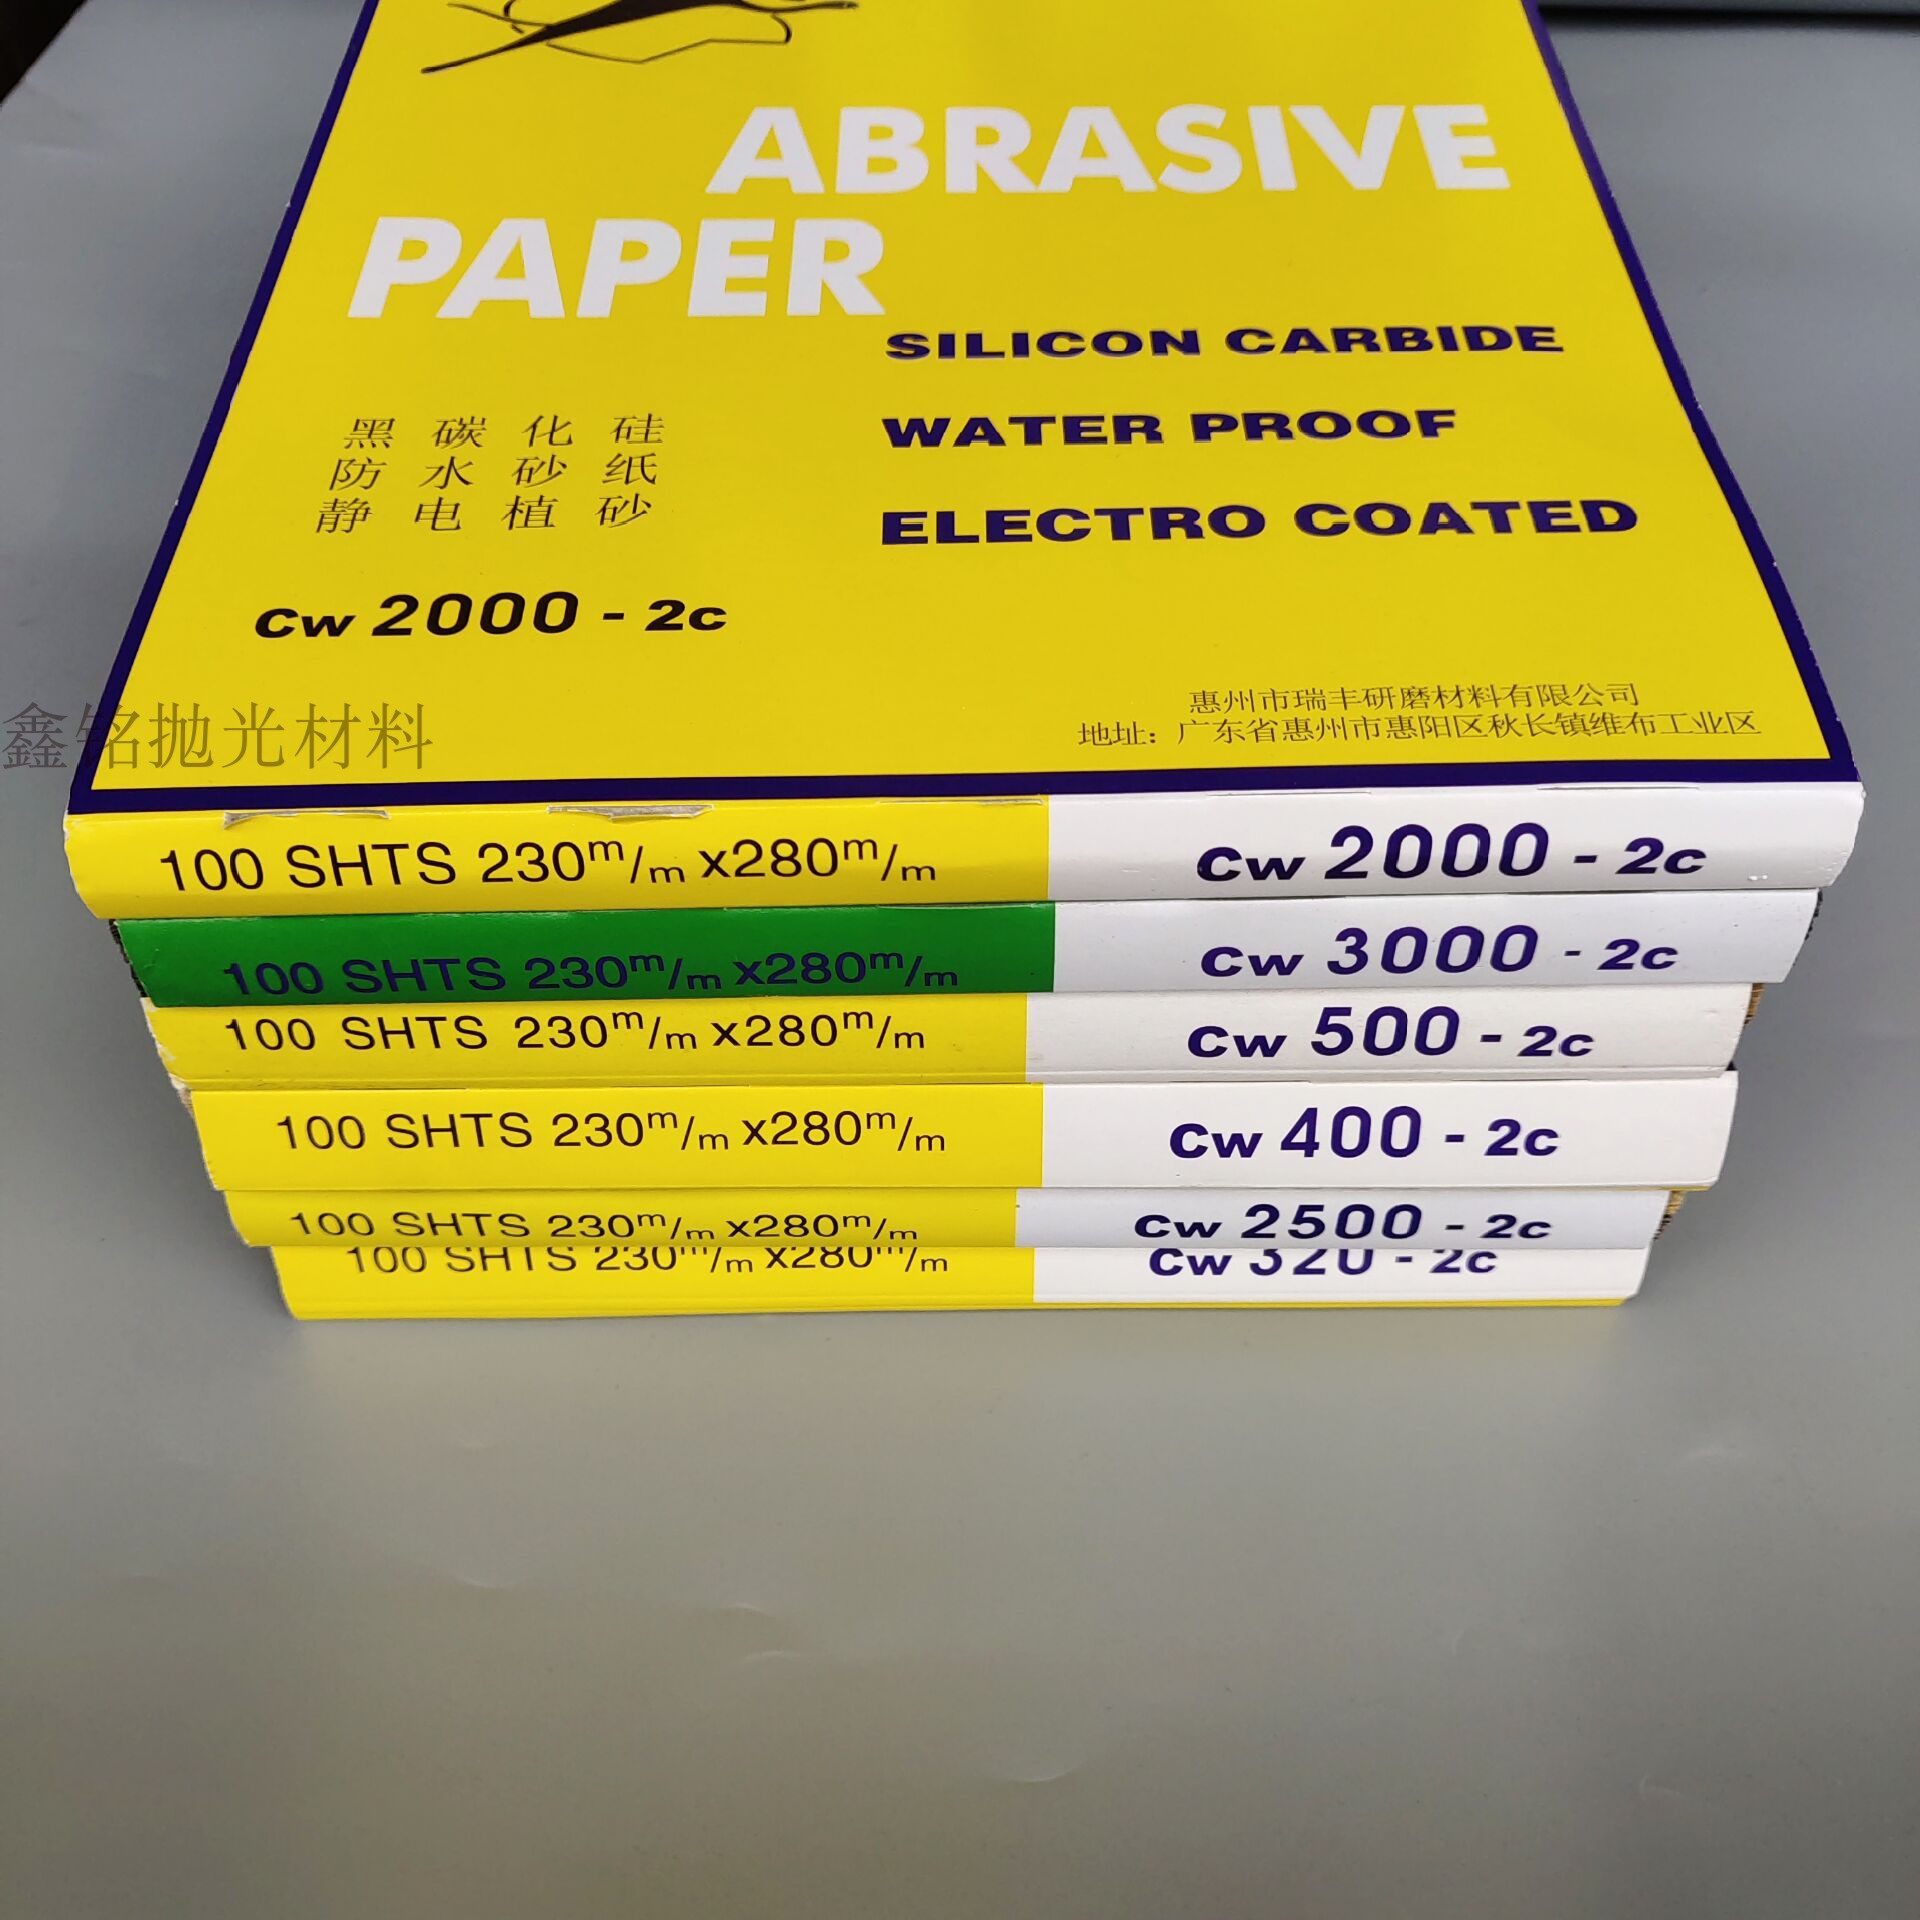 ABRASIVE
PAPER
SILICON CARBIDE
WATER PROOF
ELECTRO COATED
黑碳化硅
防水砂纸
静电植砂
Cw 2000 - 2c
惠州市瑞丰研磨材料有限公司
地址：广东省惠州市惠阳区秋长镇维布工业区
鑫铭抛光材料
100 SHTS 230m/m x280m/m Cw 2000 - 2c
100 SHTS 230m/m x280m/m Cw 3000 - 2c
100 SHTS 230m/m x280m/m Cw 500 - 2c
100 SHTS 230m/m x280m/m Cw 400 - 2c
100 SHTS 230m/m x280m/m Cw 2500 - 2c
100 SHTS 230m/m x280m/m Cw 320 - 2c